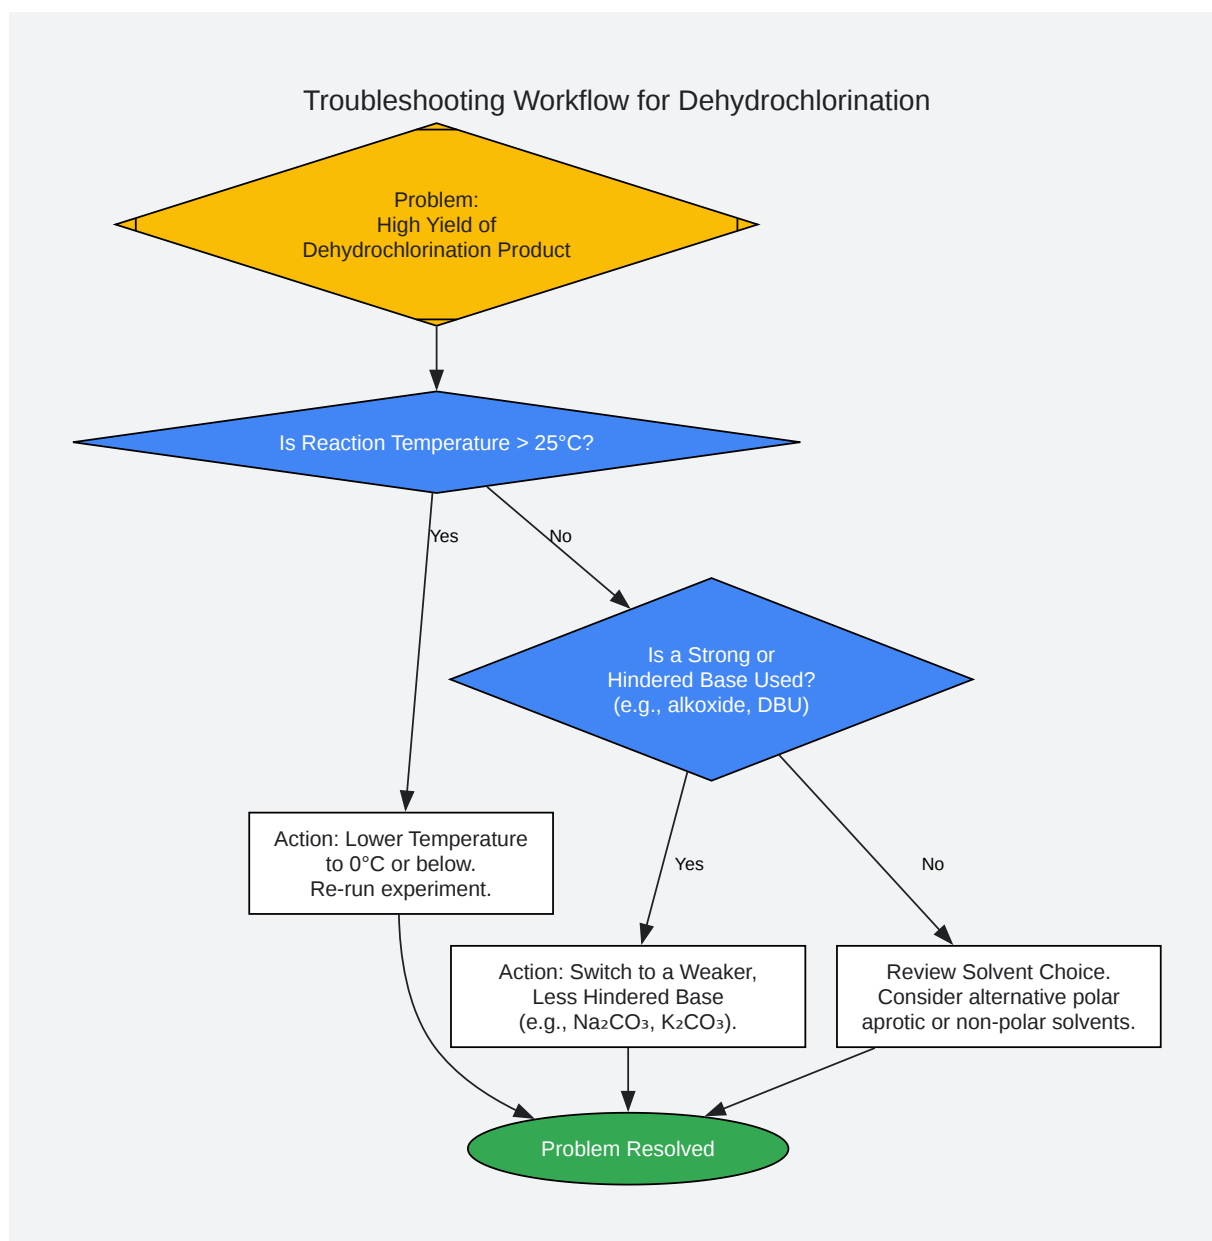 Troubleshooting Workflow for Dehydrochlorination
Problem:
High Yield of
Dehydrochlorination Product
Is Reaction Temperature > 25°C?
Yes
No
Is a Strong or
Hindered Base Used?
(e.g., alkoxide, DBU)
Action: Lower Temperature
to 0°C or below.
Re-run experiment.
Yes
No
Action: Switch to a Weaker,
Less Hindered Base
(e.g., Na₂CO₃, K₂CO₃).
Review Solvent Choice.
Consider alternative polar
aprotic or non-polar solvents.
Problem Resolved